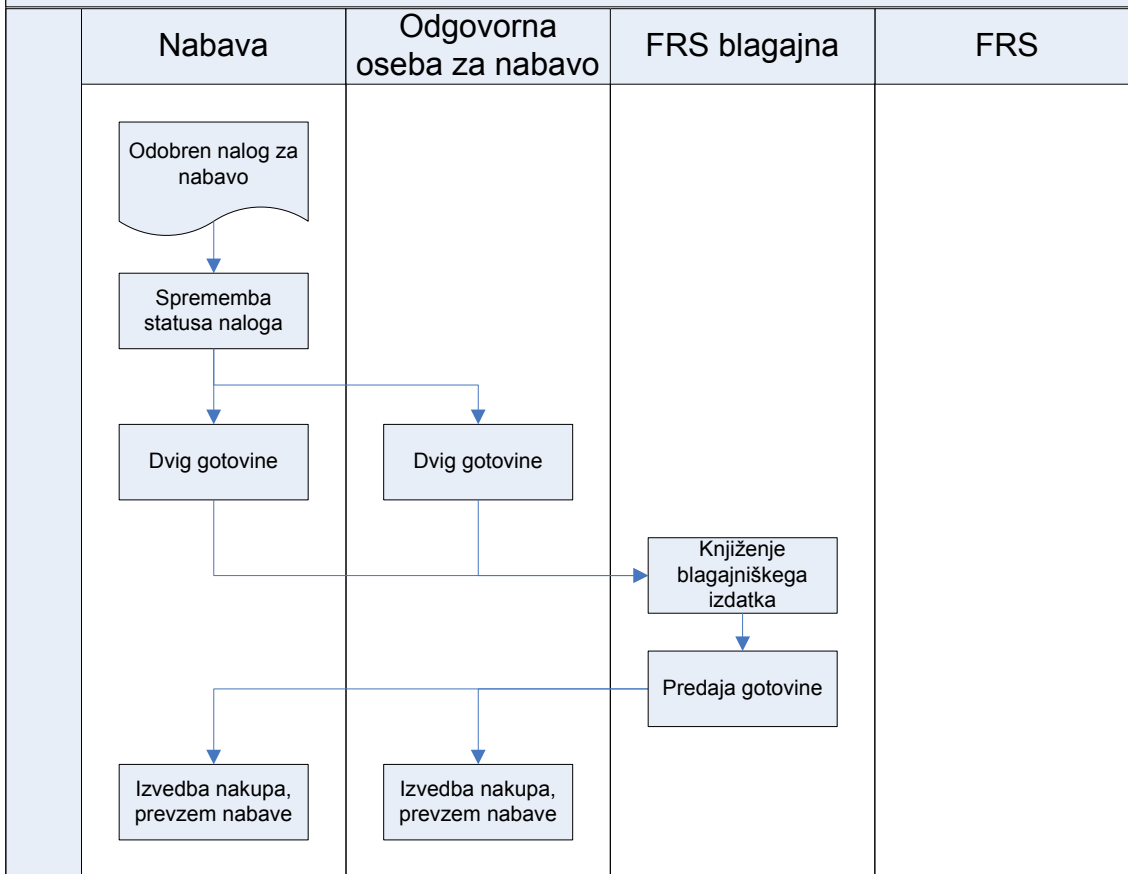 Nabava
Odgovorna
oseba za nabavo
FRS blagajna
FRS
Odobren nalog za
nabavo
Sprememba
statusa naloga
Dvig gotovine
Dvig gotovine
Knjiženje
blagajniškega
izdatka
Predaja gotovine
Izvedba nakupa,
prevzem nabave
Izvedba nakupa,
prevzem nabave